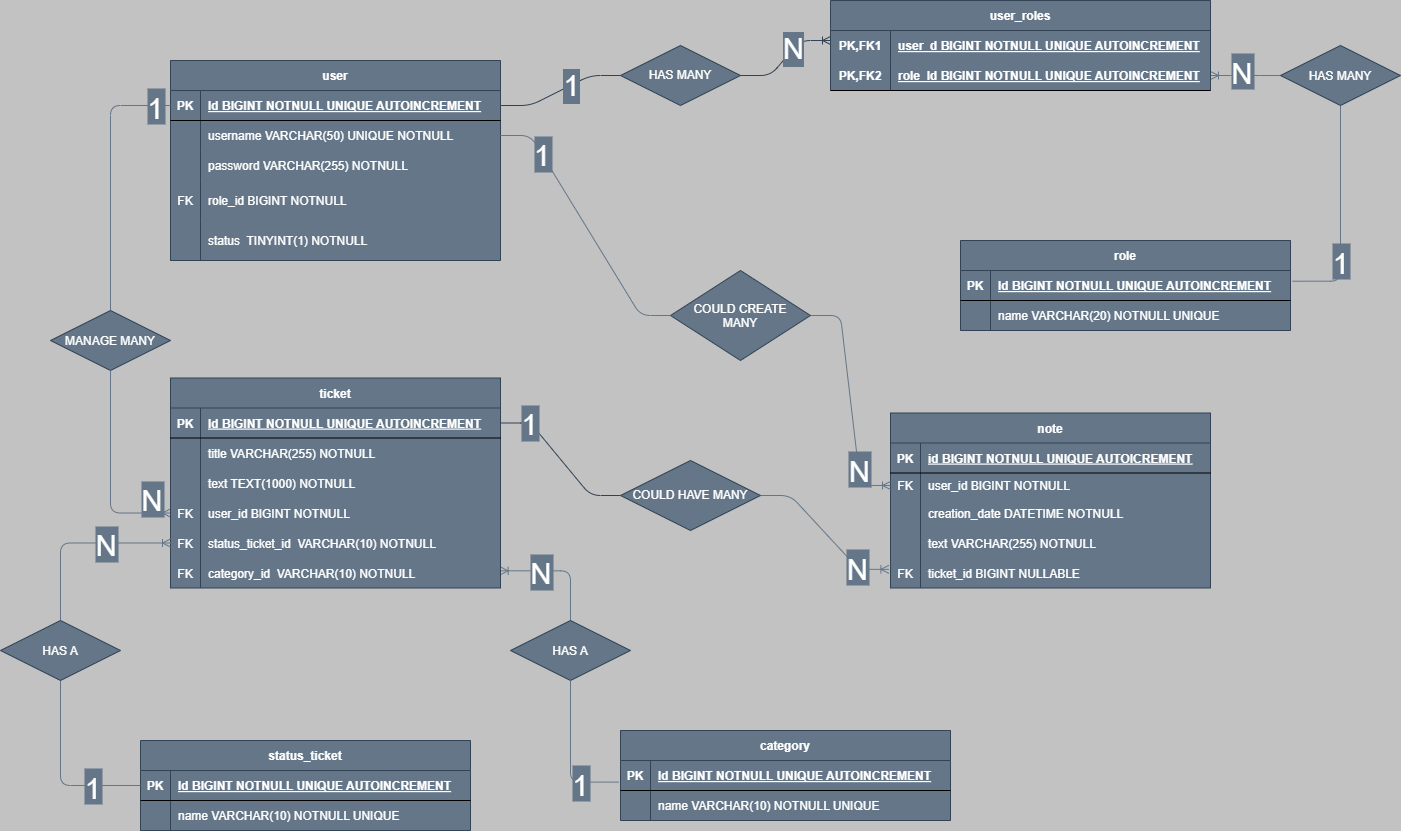 user_roles
PK,FK1 user_d BIGINT NOTNULL UNIQUE AUTOINCREMENT
PK,FK2 role_Id BIGINT NOTNULL UNIQUE AUTOINCREMENT
N
HAS MANY
N
HAS MANY
1
user
PK Id BIGINT NOTNULL UNIQUE AUTOINCREMENT
username VARCHAR(50) UNIQUE NOTNULL
password VARCHAR(255) NOTNULL
FK role_id BIGINT NOTNULL
status TINYINT(1) NOTNULL
1
1
role
PK Id BIGINT NOTNULL UNIQUE AUTOINCREMENT
name VARCHAR(20) NOTNULL UNIQUE
1
COULD CREATE
MANY
MANAGE MANY
ticket
PK Id BIGINT NOTNULL UNIQUE AUTOINCREMENT
title VARCHAR(255) NOTNULL
text TEXT(1000) NOTNULL
FK user_id BIGINT NOTNULL
FK status_ticket_id VARCHAR(10) NOTNULL
FK category_id VARCHAR(10) NOTNULL
1
N
N
N
COULD HAVE MANY
note
PK id BIGINT NOTNULL UNIQUE AUTOICREMENT
FK user_id BIGINT NOTNULL
creation_date DATETIME NOTNULL
text VARCHAR(255) NOTNULL
FK ticket_id BIGINT NULLABLE
N
N
HAS A
HAS A
status_ticket
PK Id BIGINT NOTNULL UNIQUE AUTOINCREMENT
name VARCHAR(10) NOTNULL UNIQUE
1
category
PK Id BIGINT NOTNULL UNIQUE AUTOINCREMENT
name VARCHAR(10) NOTNULL UNIQUE
1